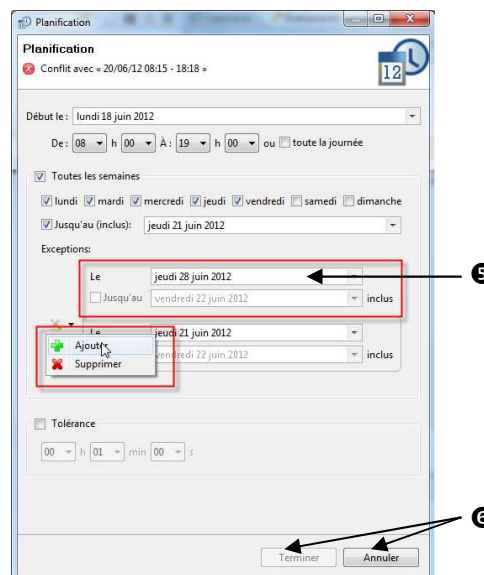 Planification
Planification
Conflit avec « 20/06/12 08:15 - 18:18 »
12
Début le : lundi 18 juin 2012
De : 08 h 00 À : 19 h 00 ou toute la journée
Toutes les semaines
lundi mardi mercredi jeudi vendredi samedi dimanche
Jusqu'au (inclus): jeudi 21 juin 2012
Exceptions:
Le jeudi 28 juin 2012
5
Jusqu'au vendredi 22 juin 2012 inclus
Le jeudi 21 juin 2012
Ajouter vendredi 22 juin 2012 inclus
Supprimer
Tolérance
00 h 01 min 00 s
6
Terminer Annuler